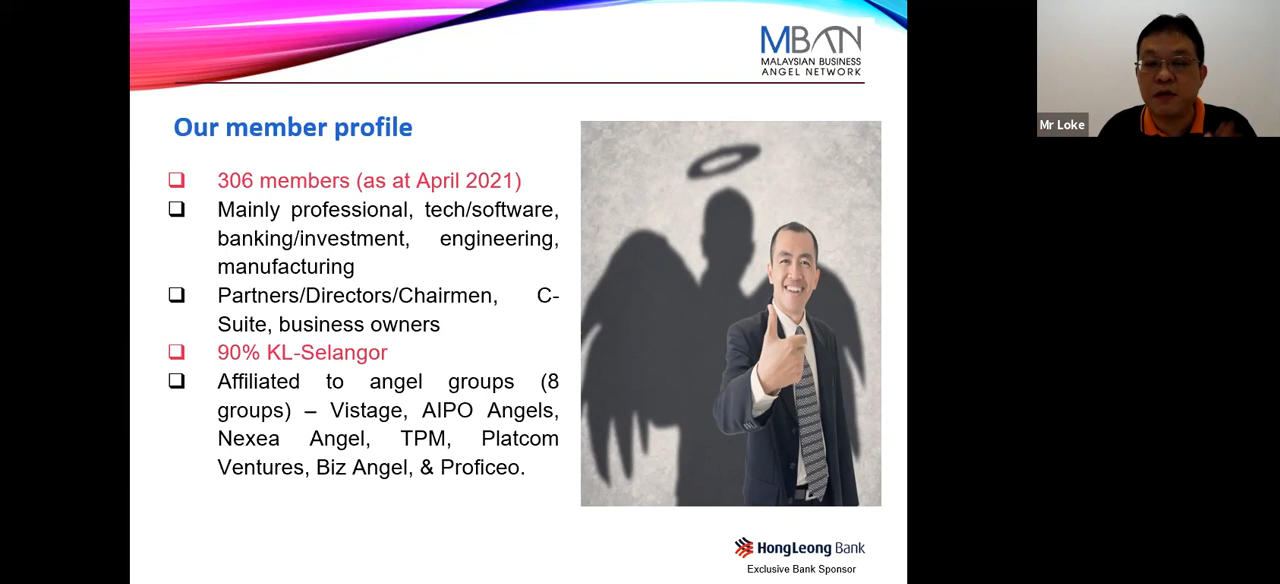 MBAN
MALAYSIAN BUSINESS
ANGEL NETWORK
Mr Loke
Our member profile
❑ 306 members (as at April 2021)
❑ Mainly professional, tech/software,
banking/investment, engineering,
manufacturing
❑ Partners/Directors/Chairmen, C-
Suite, business owners
❑ 90% KL-Selangor
❑ Affiliated to angel groups (8
groups) – Vistage, AIPO Angels,
Nexea Angel, TPM, Platcom
Ventures, Biz Angel, & Proficeo.
HongLeong Bank
Exclusive Bank Sponsor